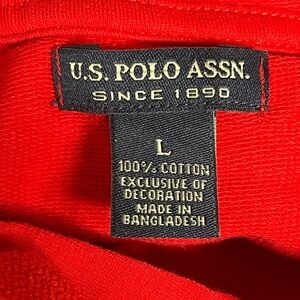 U.S. POLO ASSN.
SINCE 1890
L
100% COTTON
EXCLUSIVE OF
DECORATION
MADE IN
BANGLADESH